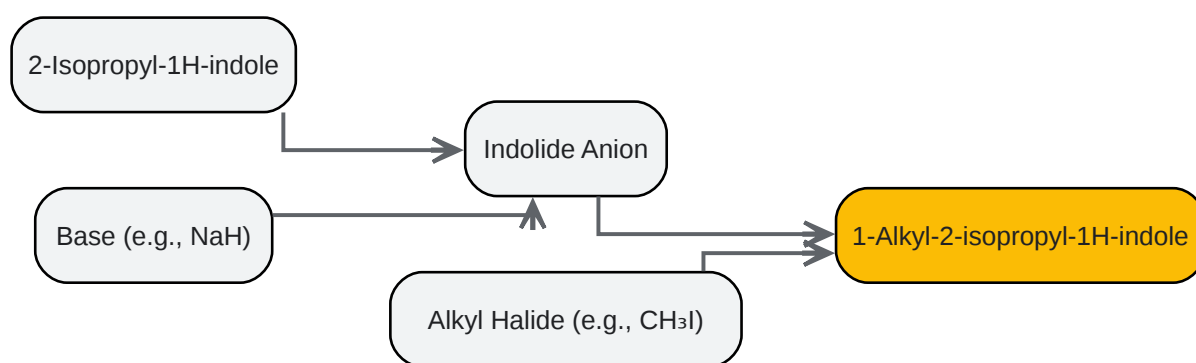 2-Isopropyl-1H-indole
Indolide Anion
Base (e.g., NaH)
1-Alkyl-2-isopropyl-1H-indole
Alkyl Halide (e.g., CH₃I)